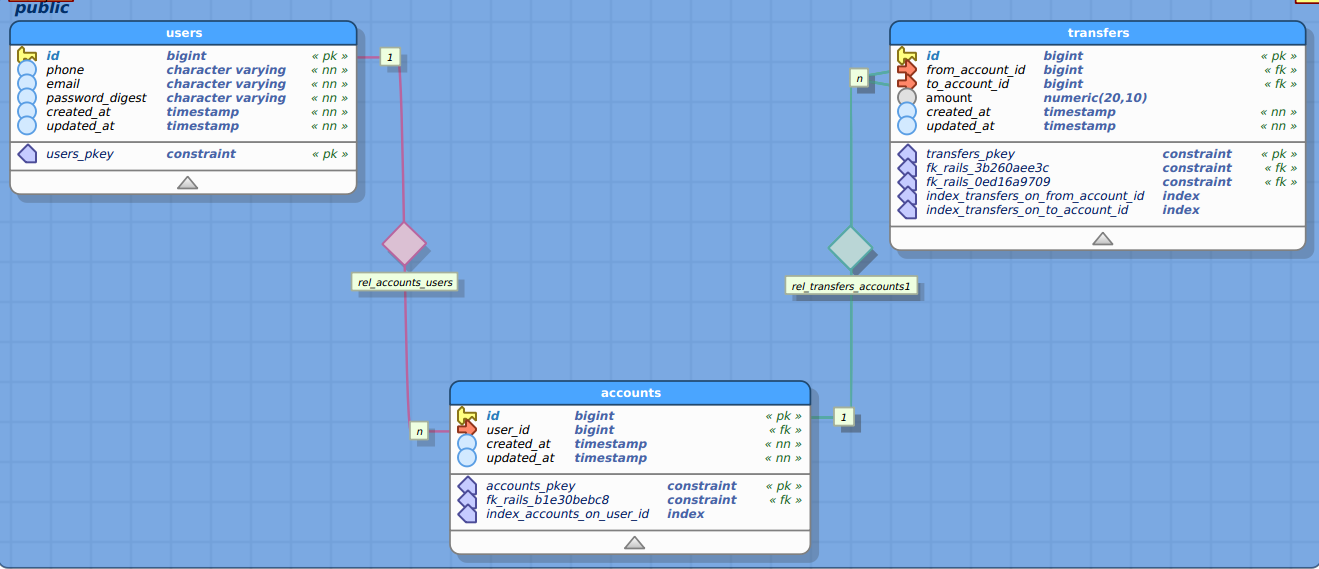 public
users
id bigint « pk »
phone character varying « nn »
email character varying « nn »
password_digest character varying « nn »
created_at timestamp « nn »
updated_at timestamp « nn »
users_pkey constraint « pk »
1
rel_accounts_users
n
accounts
id bigint « pk »
user_id bigint « fk »
created_at timestamp « nn »
updated_at timestamp « nn »
accounts_pkey constraint « pk »
fk_rails_b1e30bebc8 constraint « fk »
index_accounts_on_user_id index
1
rel_transfers_accounts1
n
transfers
id bigint « pk »
from_account_id bigint « fk »
to_account_id bigint « fk »
amount numeric(20,10)
created_at timestamp « nn »
updated_at timestamp « nn »
transfers_pkey constraint « pk »
fk_rails_3b260aee3c constraint « fk »
fk_rails_0ed16a9709 constraint « fk »
index_transfers_on_from_account_id index
index_transfers_on_to_account_id index